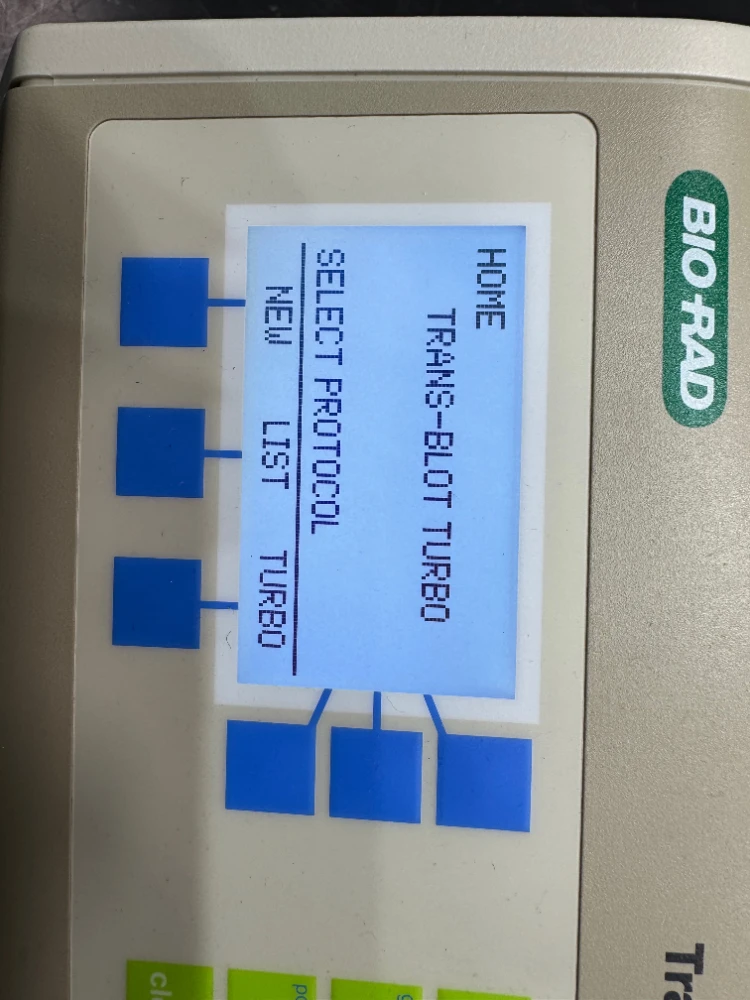 BIO-RAD
HOME
TRANS-BLOT TURBO
SELECT PROTOCOL
NEW LIST TURBO